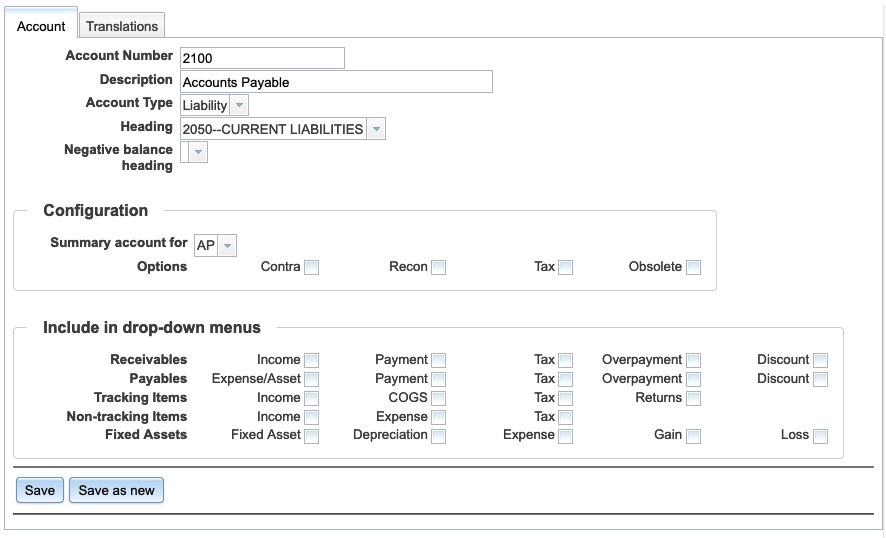 Account Translations
Account Number 2100
Description Accounts Payable
Account Type Liability
Heading 2050--CURRENT LIABILITIES
Negative balance
heading
Configuration
Summary account for AP
Options Contra Recon Tax Obsolete
Include in drop-down menus
Receivables Income Payment Tax Overpayment Discount
Payables Expense/Asset Payment Tax Overpayment Discount
Tracking Items Income COGS Tax Returns
Non-tracking Items Income Expense Tax
Fixed Assets Fixed Asset Depreciation Expense Gain Loss
Save Save as new